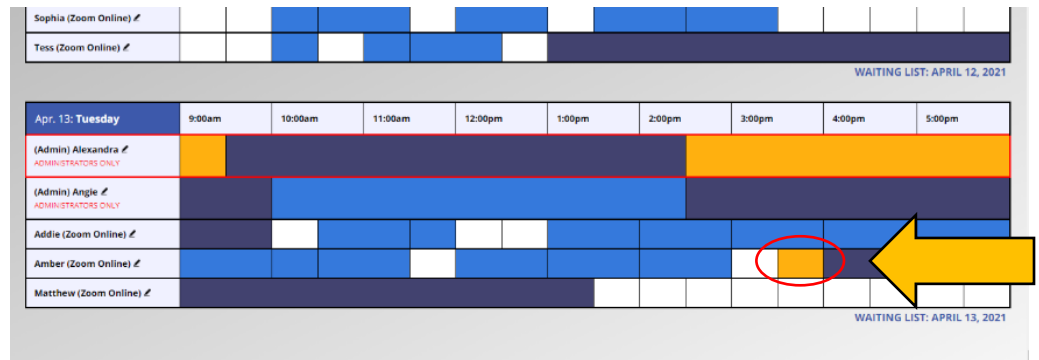 Sophia (Zoom Online)
Tess (Zoom Online)
WAITING LIST: APRIL 12, 2021
Apr. 13: Tuesday 9:00am 10:00am 11:00am 12:00pm 1:00pm 2:00pm 3:00pm 4:00pm 5:00pm
(Admin) Alexandra
ADMINISTRATORS ONLY
(Admin) Angie
ADMINISTRATORS ONLY
Addie (Zoom Online)
Amber (Zoom Online)
Matthew (Zoom Online)
WAITING LIST: APRIL 13, 2021